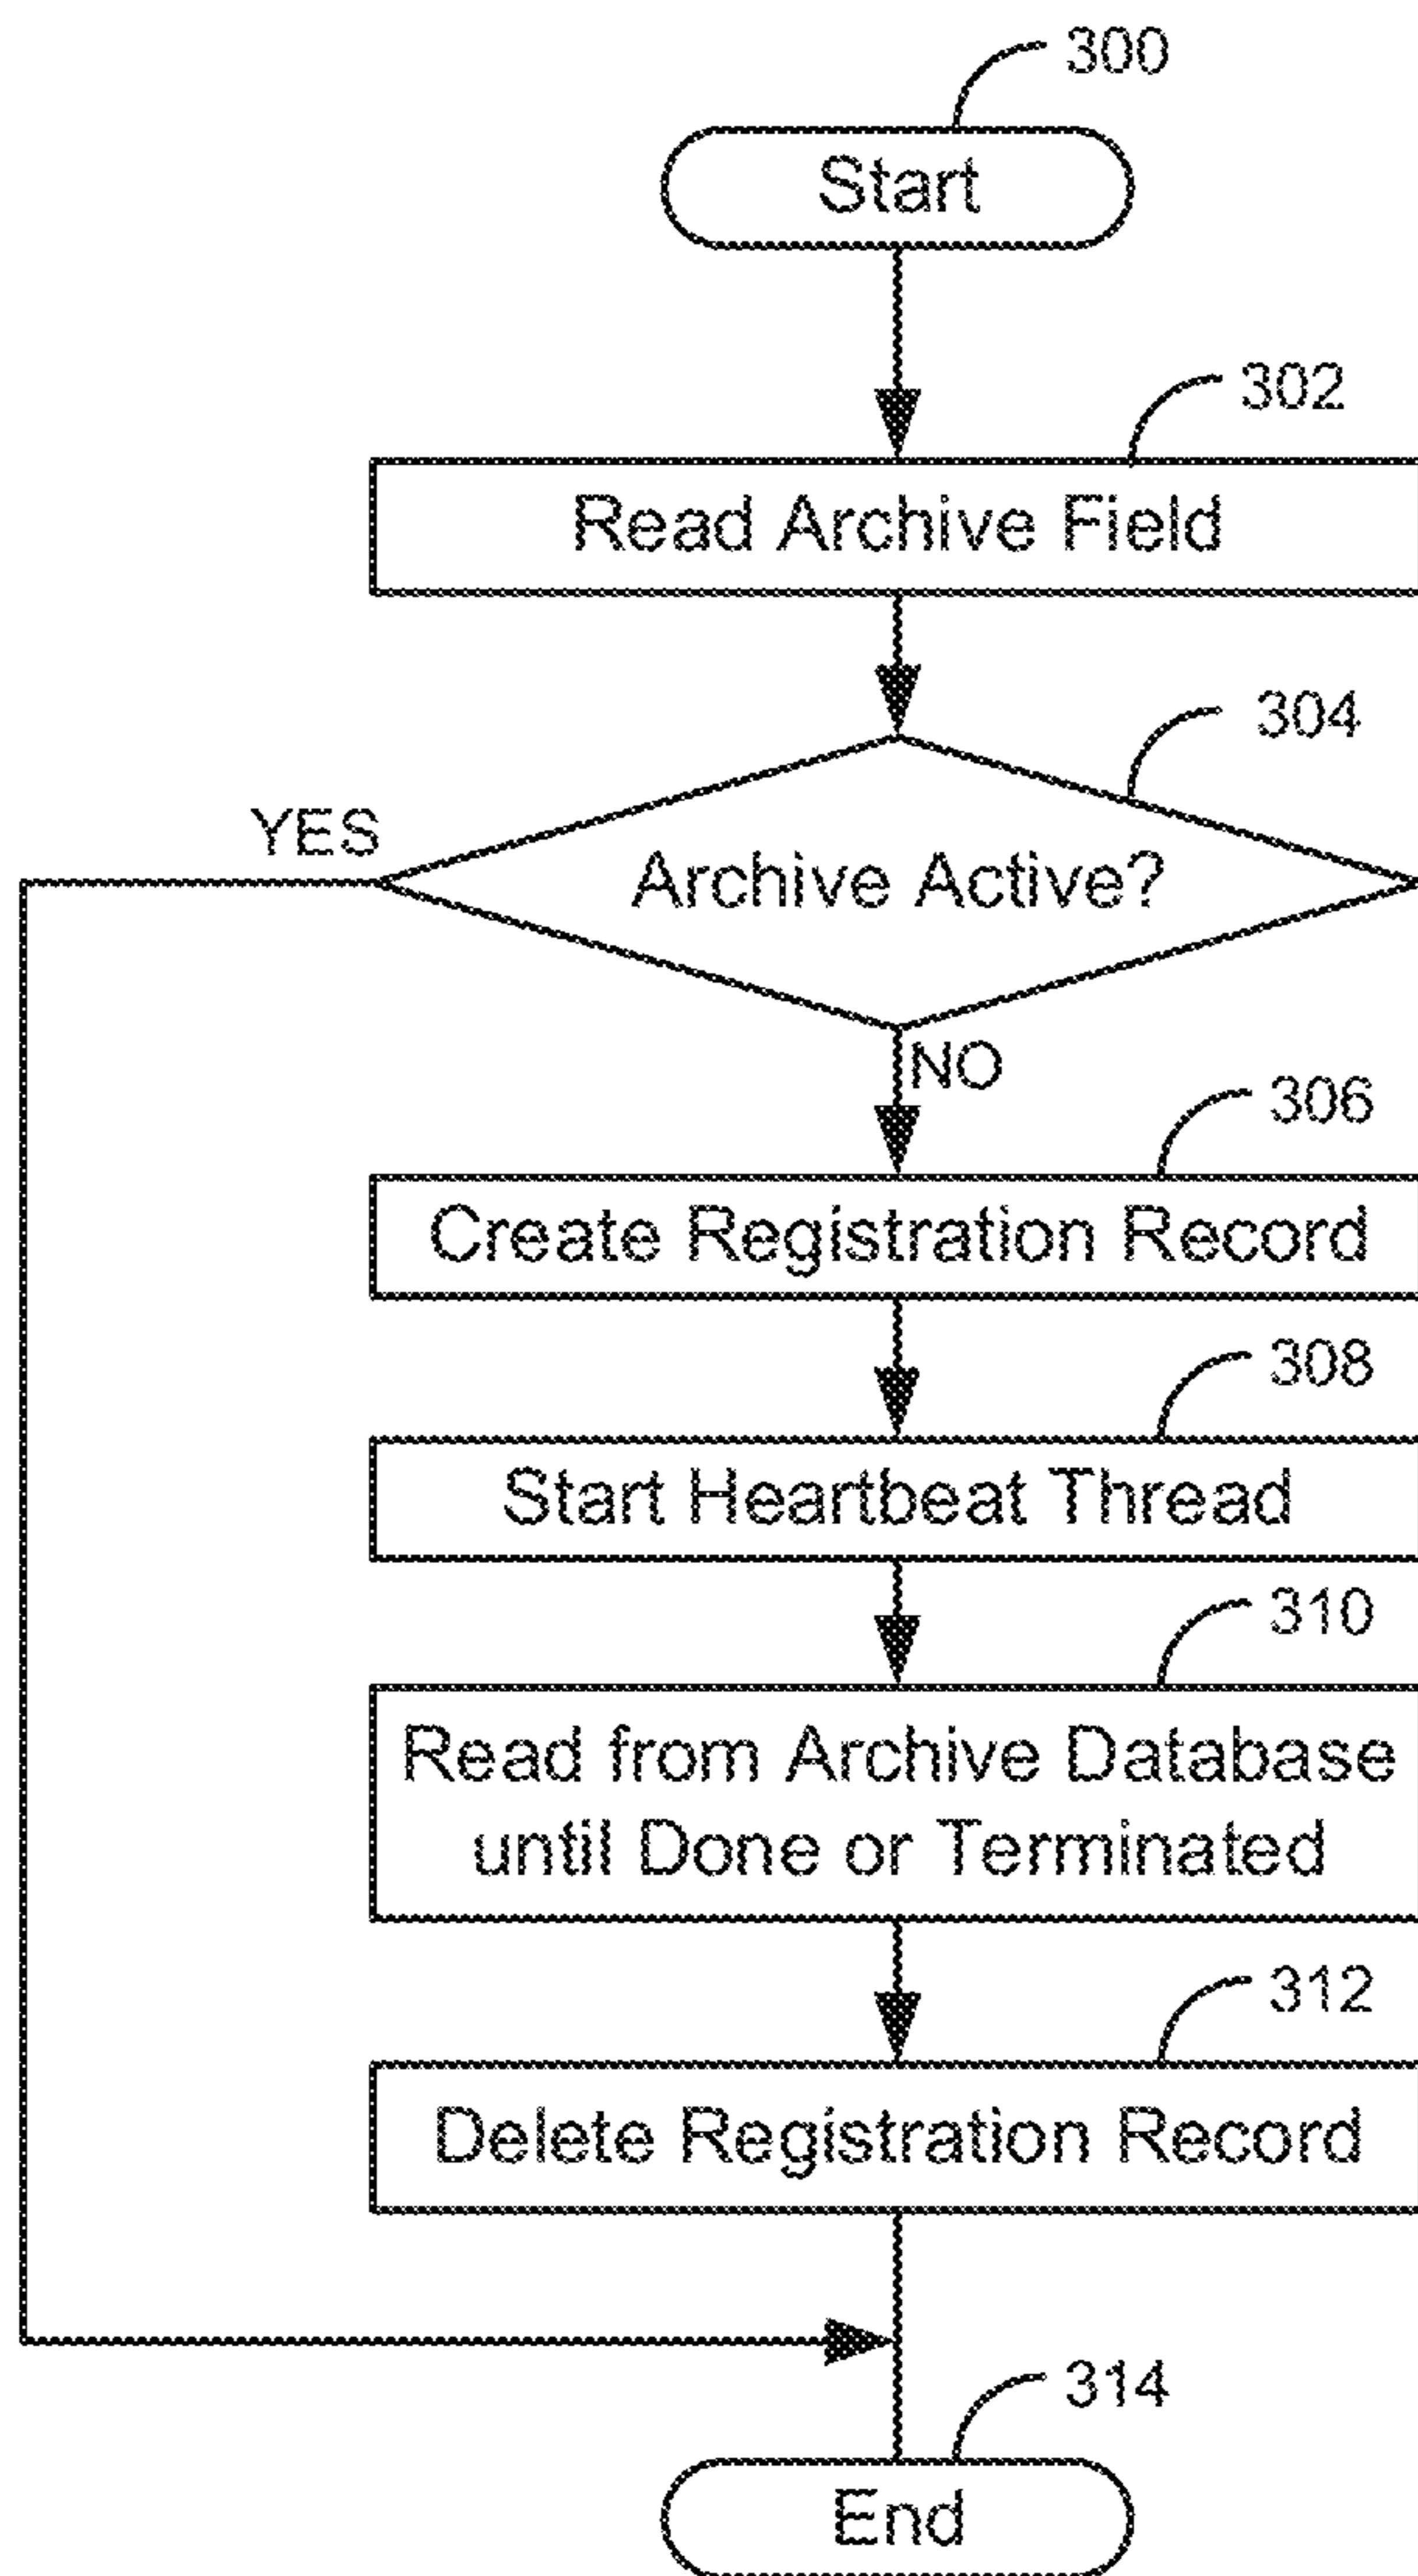 300
Start
302
Read Archive Field
304
YES
Archive Active?
NO
306
Create Registration Record
308
Start Heartbeat Thread
310
Read from Archive Database
until Done or Terminated
312
Delete Registration Record
314
End